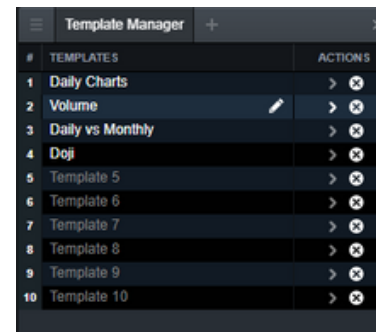 Template Manager
# TEMPLATES ACTIONS
1 Daily Charts
2 Volume
3 Daily vs Monthly
4 Doji
5 Template 5
6 Template 6
7 Template 7
8 Template 8
9 Template 9
10 Template 10